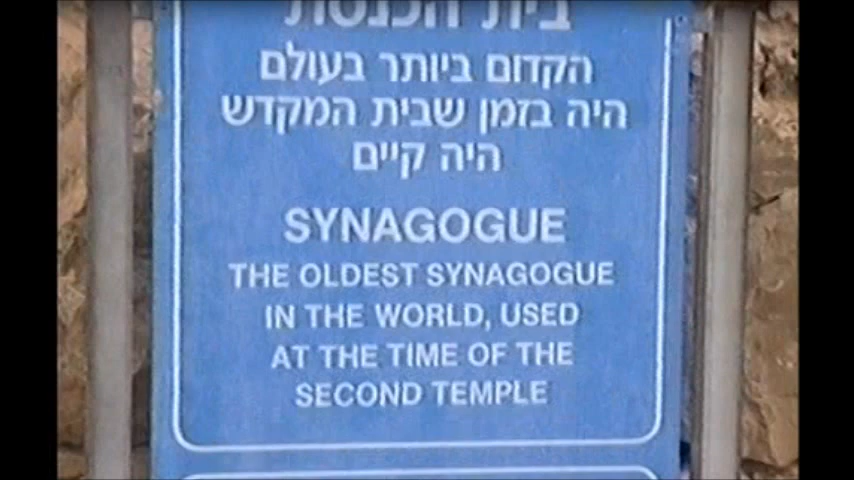 בית הכנסת
הקדום ביותר בעולם
היה בזמן שבית המקדש
היה קיים
SYNAGOGUE
THE OLDEST SYNAGOGUE
IN THE WORLD, USED
AT THE TIME OF THE
SECOND TEMPLE